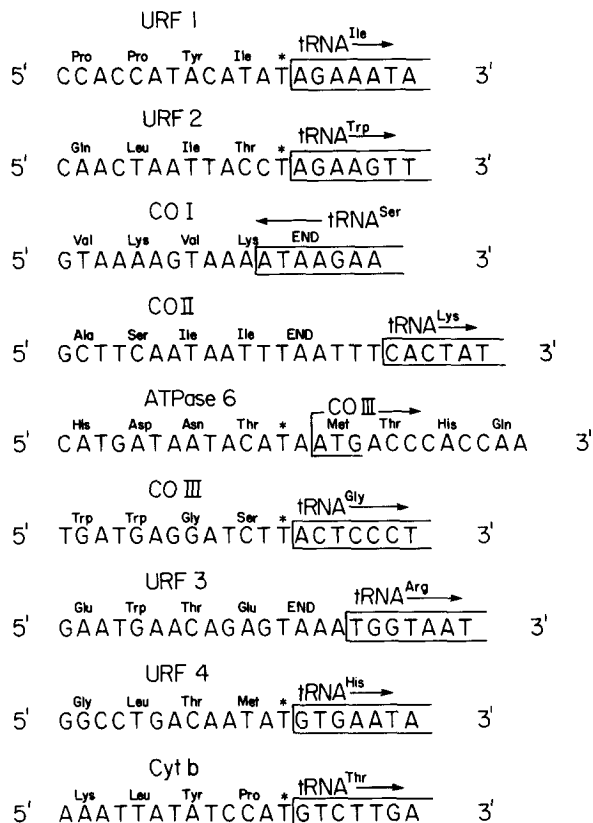 URF 1
tRNA Ile →
Pro Pro Tyr Ile *
5' CCACCATACATATAGAAATA 3'
URF 2
tRNA Trp →
Gln Leu Ile Thr *
5' CAACTAATTACCTAGAAGTT 3'
CO I
← tRNA Ser
Val Lys Val Lys END
5' GTAAAAGTAAAATAAGAA 3'
CO II
tRNA Lys →
Ala Ser Ile Ile END
5' GCTTCAATAATTTAATTTCACTAT 3'
ATPase 6
CO III →
His Asp Asn Thr * Met Thr His Gln
5' CATGATAATACATAATGACCCACCAA 3'
CO III
tRNA Gly →
Trp Trp Gly Ser *
5' TGATGAGGATCTTACTCCCT 3'
URF 3
tRNA Arg →
Glu Trp Thr Glu END
5' GAATGAACAGAGTAAATGGTAAT 3'
URF 4
tRNA His →
Gly Leu Thr Met *
5' GGCCTGACAATATGTGAATA 3'
Cyt b
tRNA Thr →
Lys Leu Tyr Pro *
5' AAATTATATCCATGTCTTGA 3'